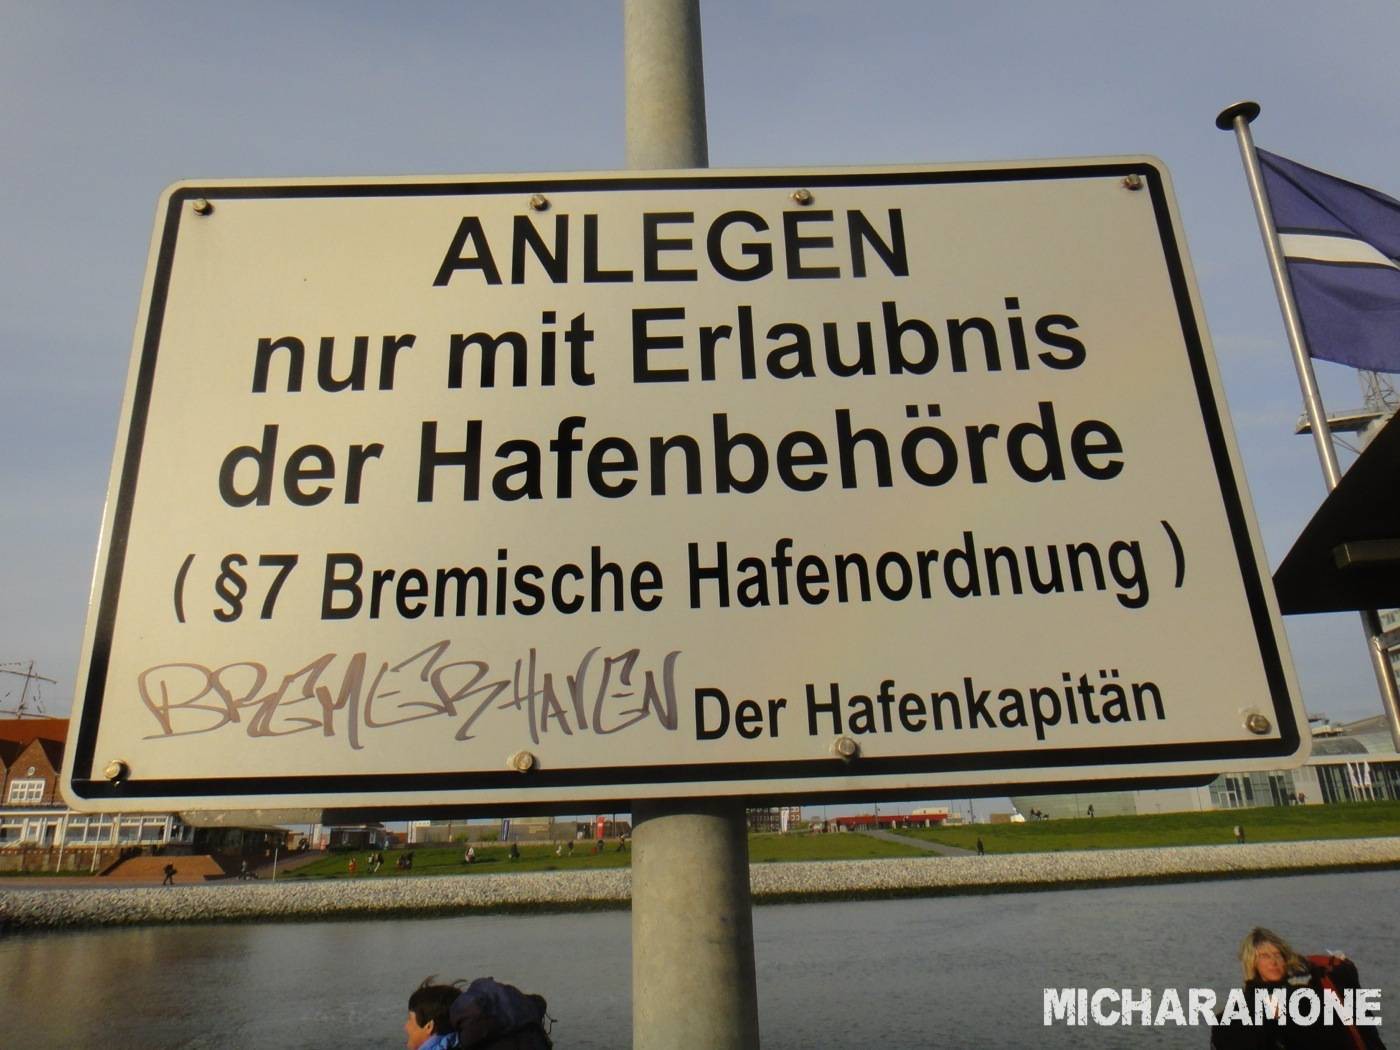 ANLEGEN
nur mit Erlaubnis
der Hafenbehörde
( §7 Bremische Hafenordnung )
BREMERHAVEN
Der Hafenkapitän
MICHARAMONE